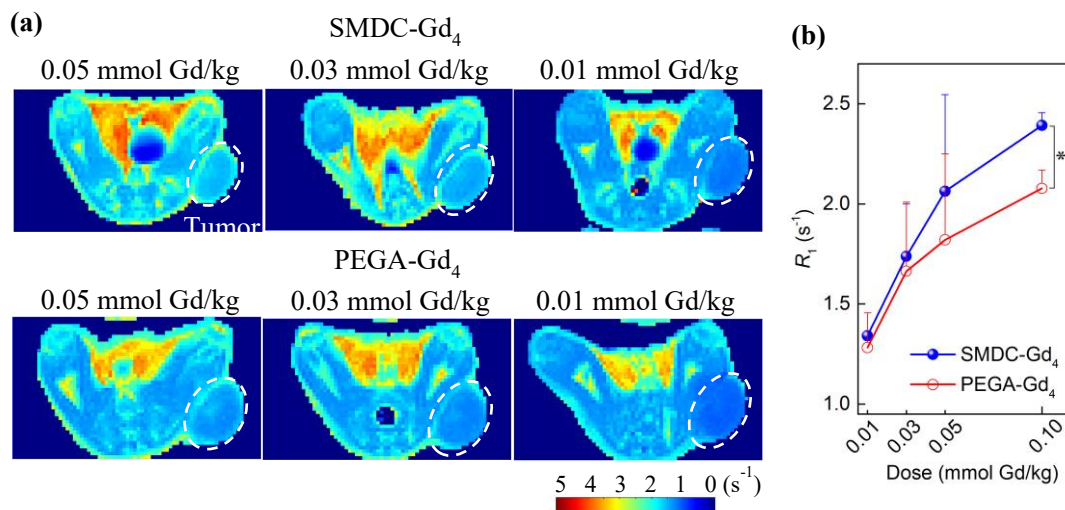 (a)
SMDC-Gd4
0.05 mmol Gd/kg 0.03 mmol Gd/kg 0.01 mmol Gd/kg
Tumor
PEGA-Gd4
0.05 mmol Gd/kg 0.03 mmol Gd/kg 0.01 mmol Gd/kg
5 4 3 2 1 0 (s-1)
(b)
2.5
2.0
1.5
1.0
R1 (s-1)
*
SMDC-Gd4
PEGA-Gd4
0.01 0.03 0.05 0.10
Dose (mmol Gd/kg)